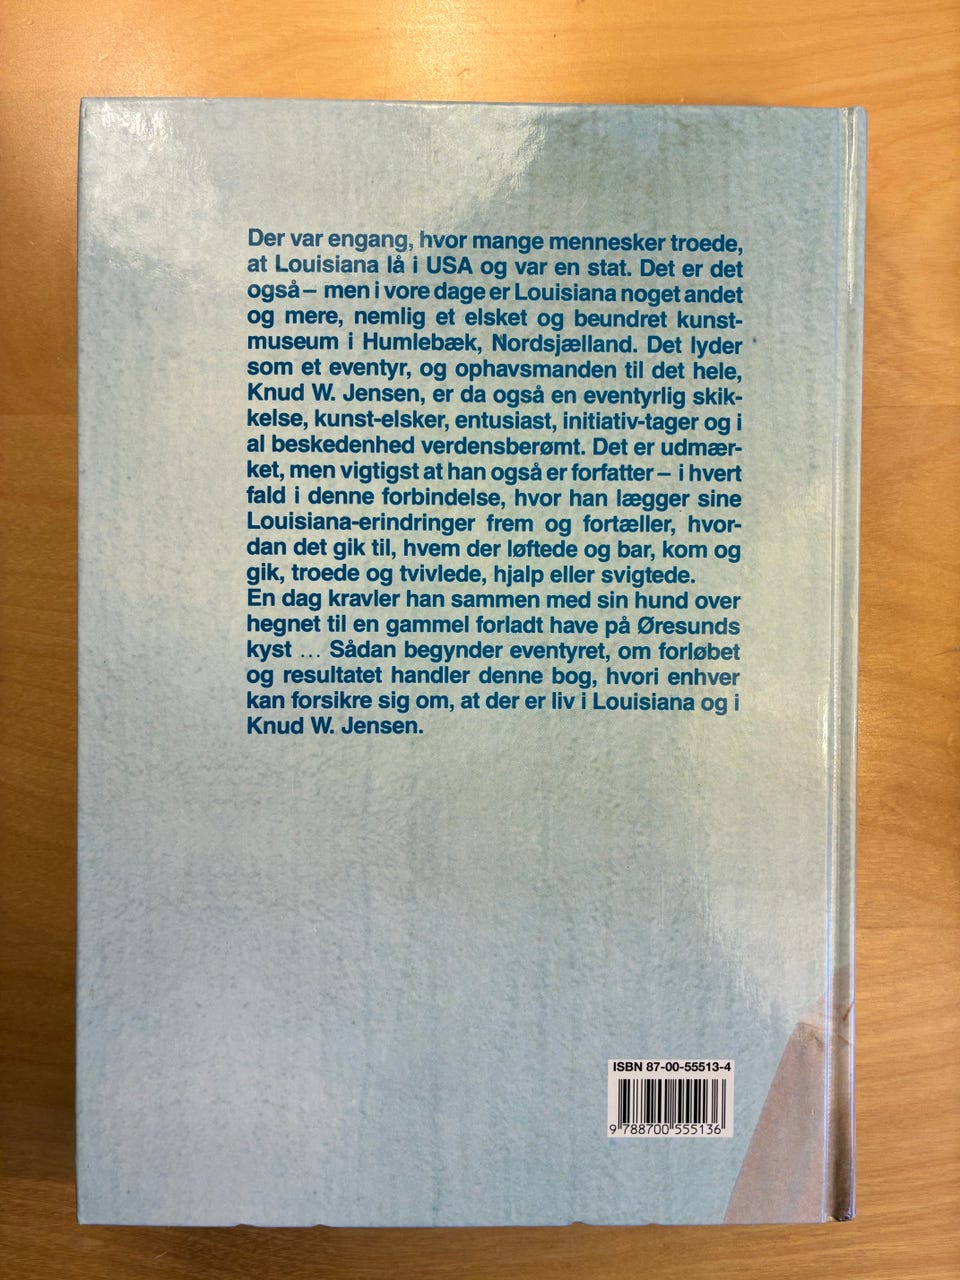 Der var engang, hvor mange mennesker troede,
at Louisiana lå i USA og var en stat. Det er det
også – men i vore dage er Louisiana noget andet
og mere, nemlig et elsket og beundret kunst-
museum i Humlebæk, Nordsjælland. Det lyder
som et eventyr, og ophavsmanden til det hele,
Knud W. Jensen, er da også en eventyrlig skik-
kelse, kunst-elsker, entusiast, initiativ-tager og i
al beskedenhed verdensberømt. Det er udmær-
ket, men vigtigst at han også er forfatter – i hvert
fald i denne forbindelse, hvor han lægger sine
Louisiana-erindringer frem og fortæller, hvor-
dan det gik til, hvem der løftede og bar, kom og
gik, troede og tvivlede, hjalp eller svigtede.
En dag kravler han sammen med sin hund over
hegnet til en gammel forladt have på Øresunds
kyst ... Sådan begynder eventyret, om forløbet
og resultatet handler denne bog, hvori enhver
kan forsikre sig om, at der er liv i Louisiana og i
Knud W. Jensen.
ISBN 87-00-55513-4
9 788700 555136